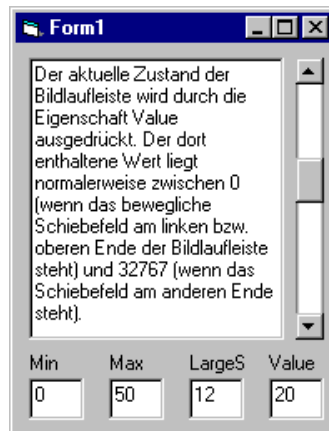 Form1
Der aktuelle Zustand der
Bildlaufleiste wird durch die
Eigenschaft Value
ausgedrückt. Der dort
enthaltene Wert liegt
normalerweise zwischen 0
(wenn das bewegliche
Schiebefeld am linken bzw.
oberen Ende der Bildlaufleiste
steht) und 32767 (wenn das
Schiebefeld am anderen Ende
steht).
Min Max LargeS Value
0 50 12 20